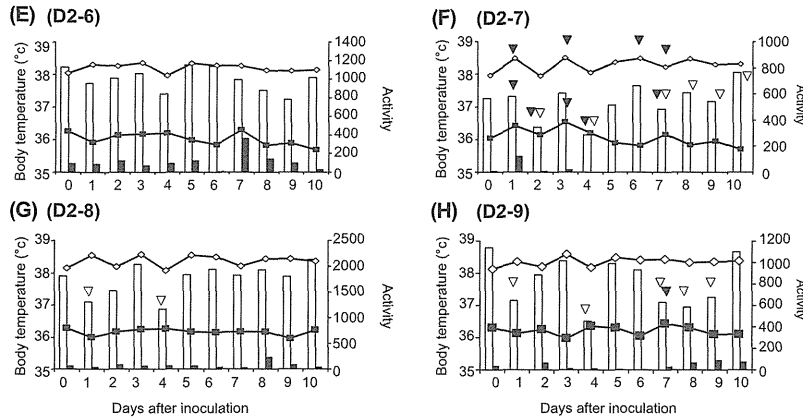 (E) (D2-6)
Body temperature (°c)
39
38
37
36
35
1400
1200
1000
800
600
400
200
0
Activity
0 1 2 3 4 5 6 7 8 9 10
(F) (D2-7)
Body temperature (°c)
39
38
37
36
35
1000
800
600
400
200
0
Activity
0 1 2 3 4 5 6 7 8 9 10
(G) (D2-8)
Body temperature (°c)
39
38
37
36
35
2500
2000
1500
1000
500
0
Activity
0 1 2 3 4 5 6 7 8 9 10
Days after inoculation
(H) (D2-9)
Body temperature (°c)
39
38
37
36
35
1200
1000
800
600
400
200
0
Activity
0 1 2 3 4 5 6 7 8 9 10
Days after inoculation